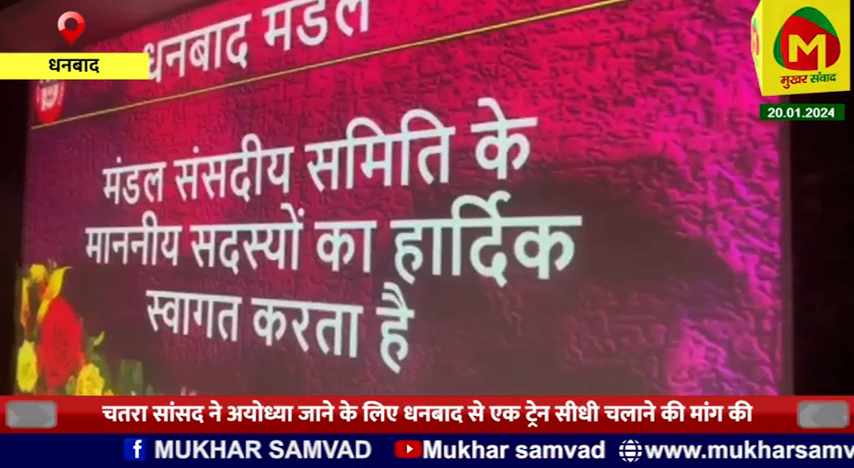 धनबाद
धनबाद मंडल
M
मुखर संवाद
20.01.2024
मंडल संसदीय समिति के
माननीय सदस्यों का हार्दिक
स्वागत करता है
चतरा सांसद ने अयोध्या जाने के लिए धनबाद से एक ट्रेन सीधी चलाने की मांग की
MUKHAR SAMVAD Mukhar samvad www.mukharsamv